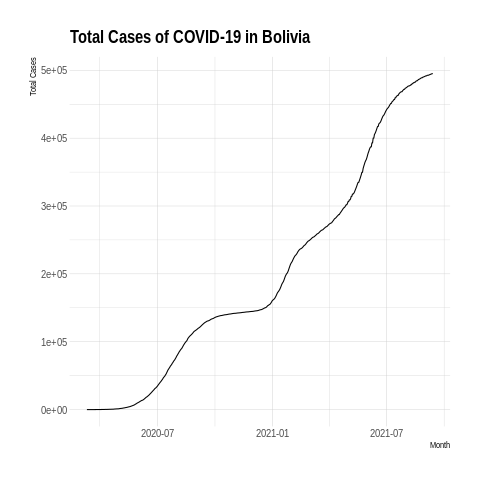 Total Cases of COVID-19 in Bolivia
Total Cases
5e+05
4e+05
3e+05
2e+05
1e+05
0e+00
2020-07
2021-01
2021-07
Month